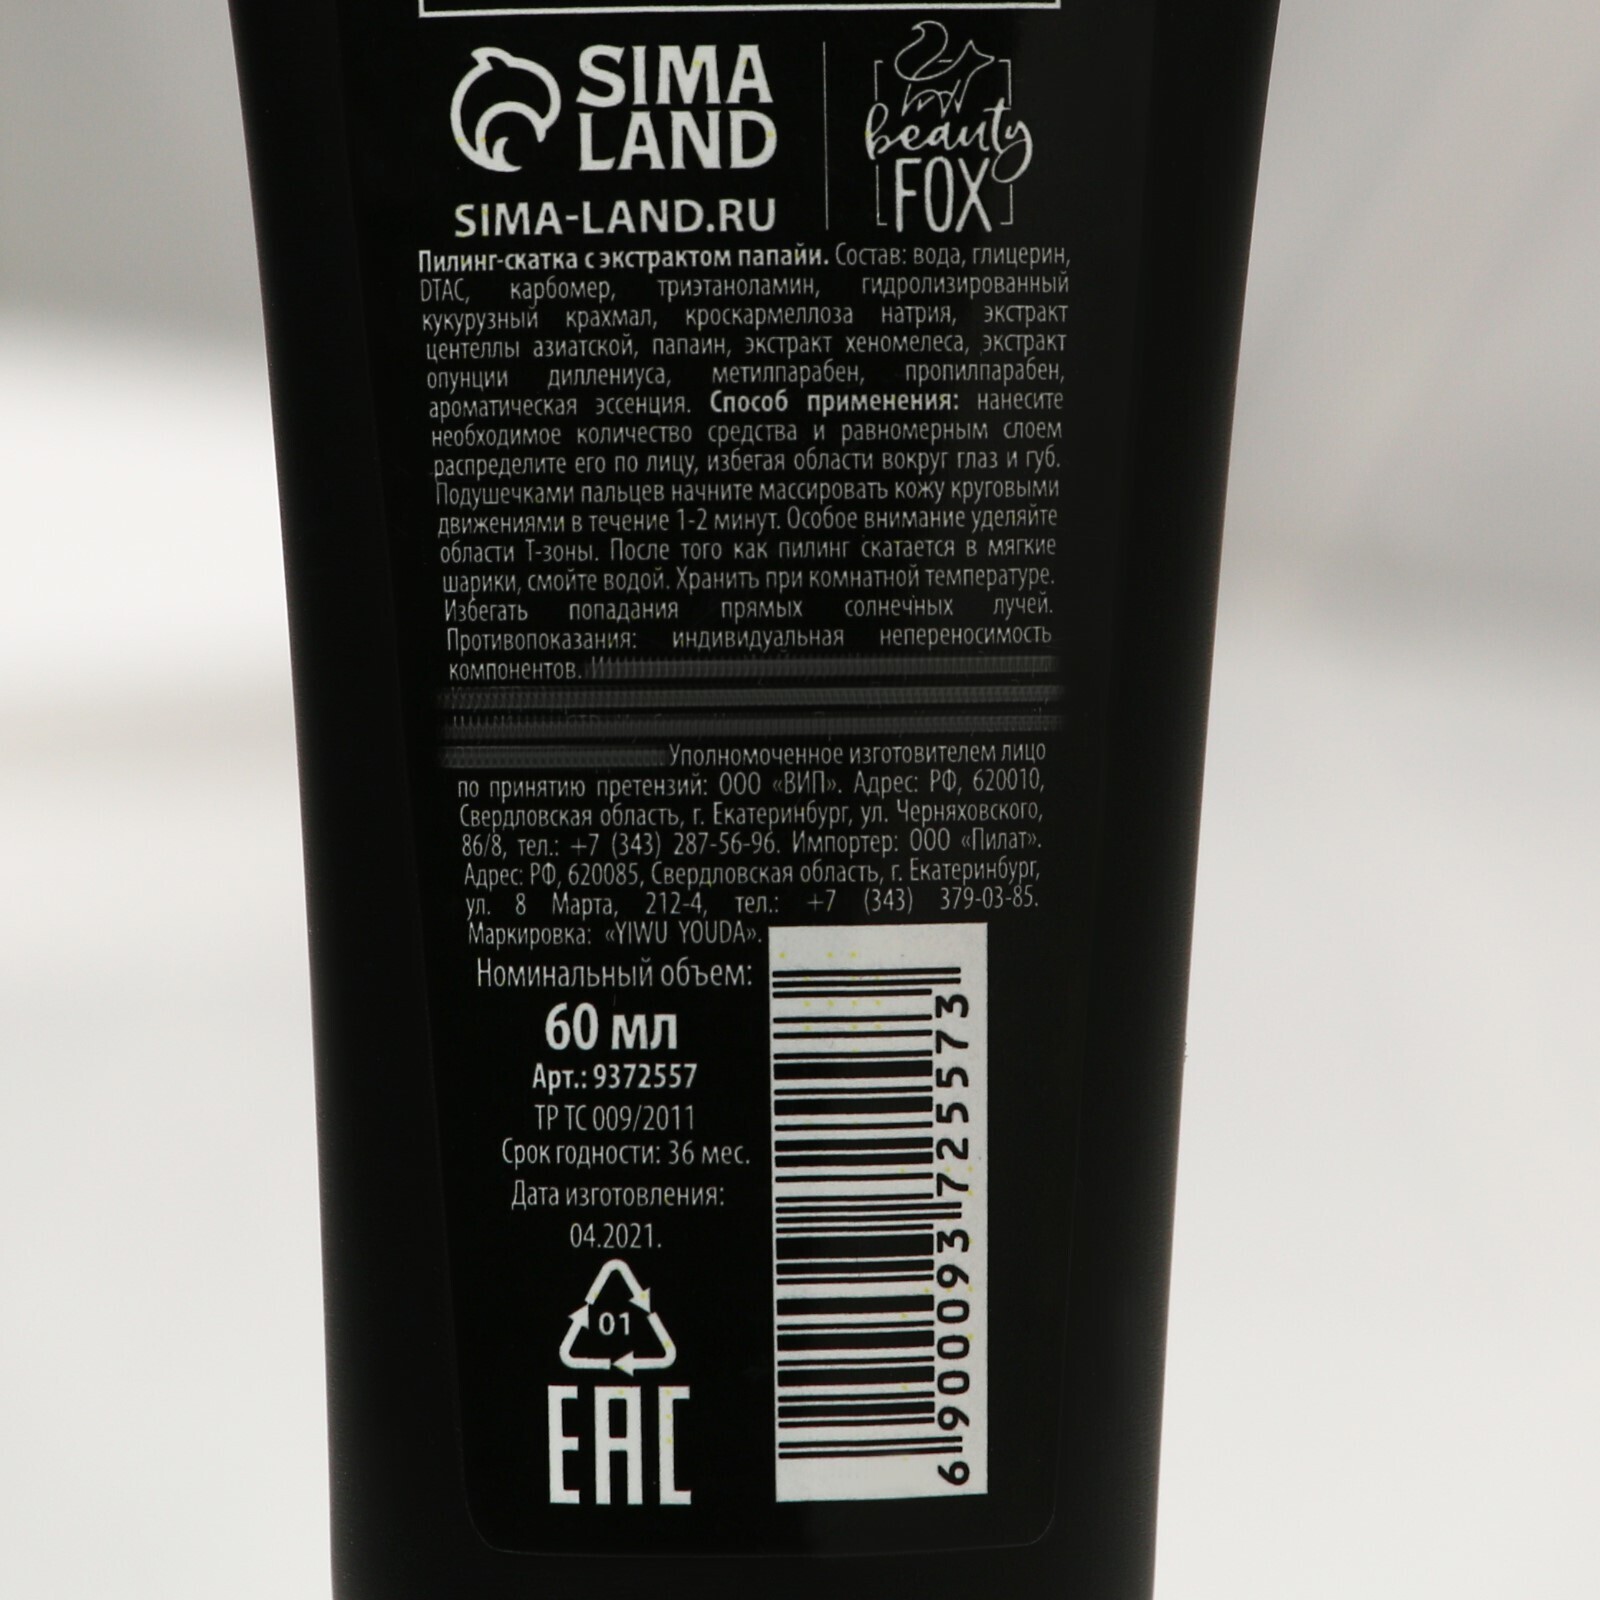 SIMA
LAND
SIMA-LAND.RU
beauty
FOX
Пилинг-скатка с экстрактом папайи. Состав: вода, глицерин,
DTAC, карбомер, триэтаноламин, гидролизированный
кукурузный крахмал, кроскармеллоза натрия, экстракт
центеллы азиатской, папаин, экстракт хеномелеса, экстракт
опунции диллениуса, метилпарабен, пропилпарабен,
ароматическая эссенция. Способ применения: нанесите
необходимое количество средства и равномерным слоем
распределите его по лицу, избегая области вокруг глаз и губ.
Подушечками пальцев начните массировать кожу круговыми
движениями в течение 1-2 минут. Особое внимание уделяйте
области Т-зоны. После того как пилинг скатается в мягкие
шарики, смойте водой. Хранить при комнатной температуре.
Избегать попадания прямых солнечных лучей.
Противопоказания: индивидуальная непереносимость
компонентов.
Уполномоченное изготовителем лицо
по принятию претензий: ООО «ВИП». Адрес: РФ, 620010,
Свердловская область, г. Екатеринбург, ул. Черняховского,
86/8, тел.: +7 (343) 287-56-96. Импортер: ООО «Пилат».
Адрес: РФ, 620085, Свердловская область, г. Екатеринбург,
ул. 8 Марта, 212-4, тел.: +7 (343) 379-03-85.
Маркировка: «YIWU YOUDA».
Номинальный объем:
60 мл
Арт.: 9372557
ТР ТС 009/2011
Срок годности: 36 мес.
Дата изготовления:
04.2021.
01
EAC
6900093725573